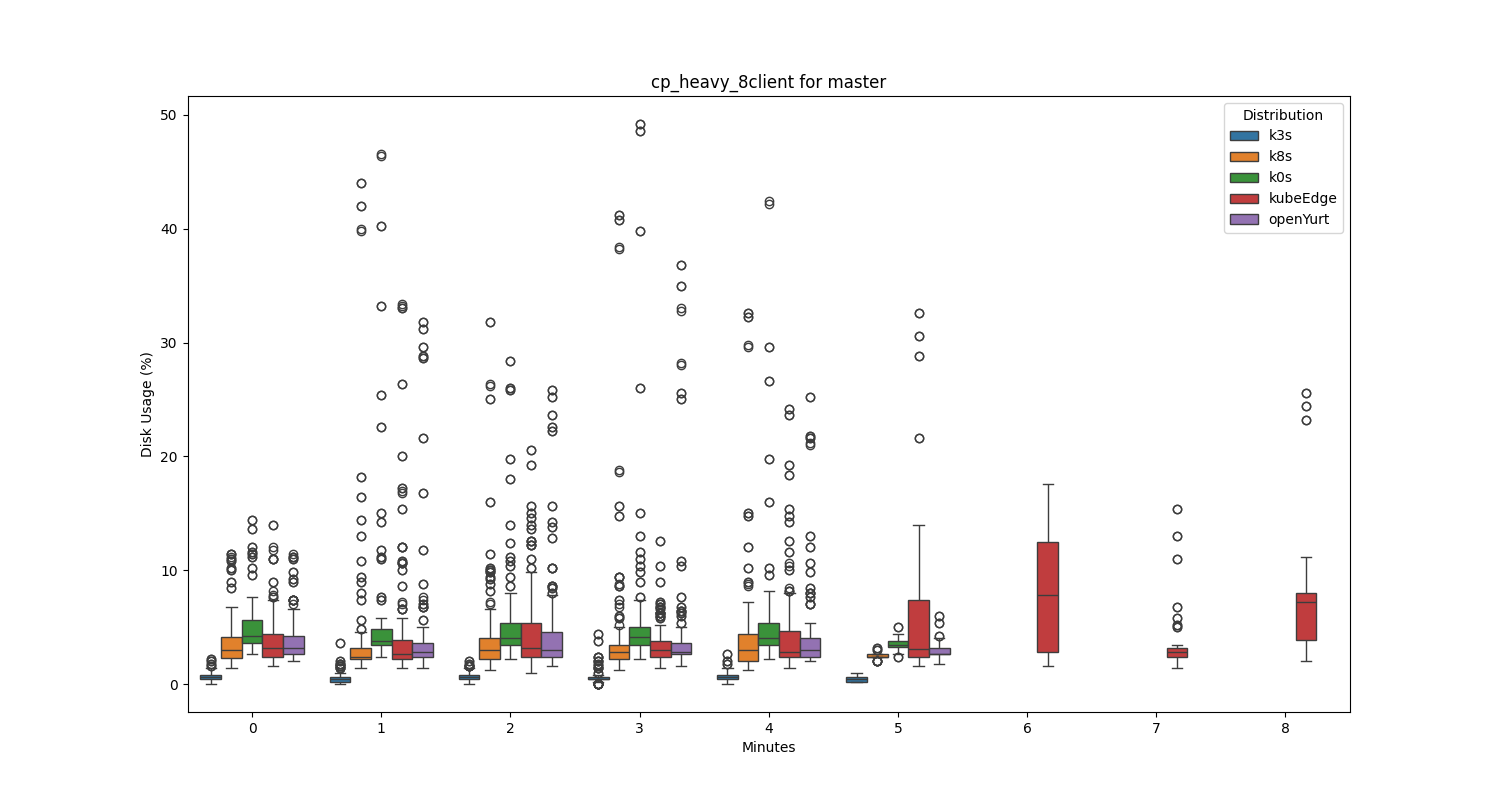 cp_heavy_8client for master
Disk Usage (%)
50
40
30
20
10
0
Distribution
k3s
k8s
k0s
kubeEdge
openYurt
0 1 2 3 4 5 6 7 8
Minutes